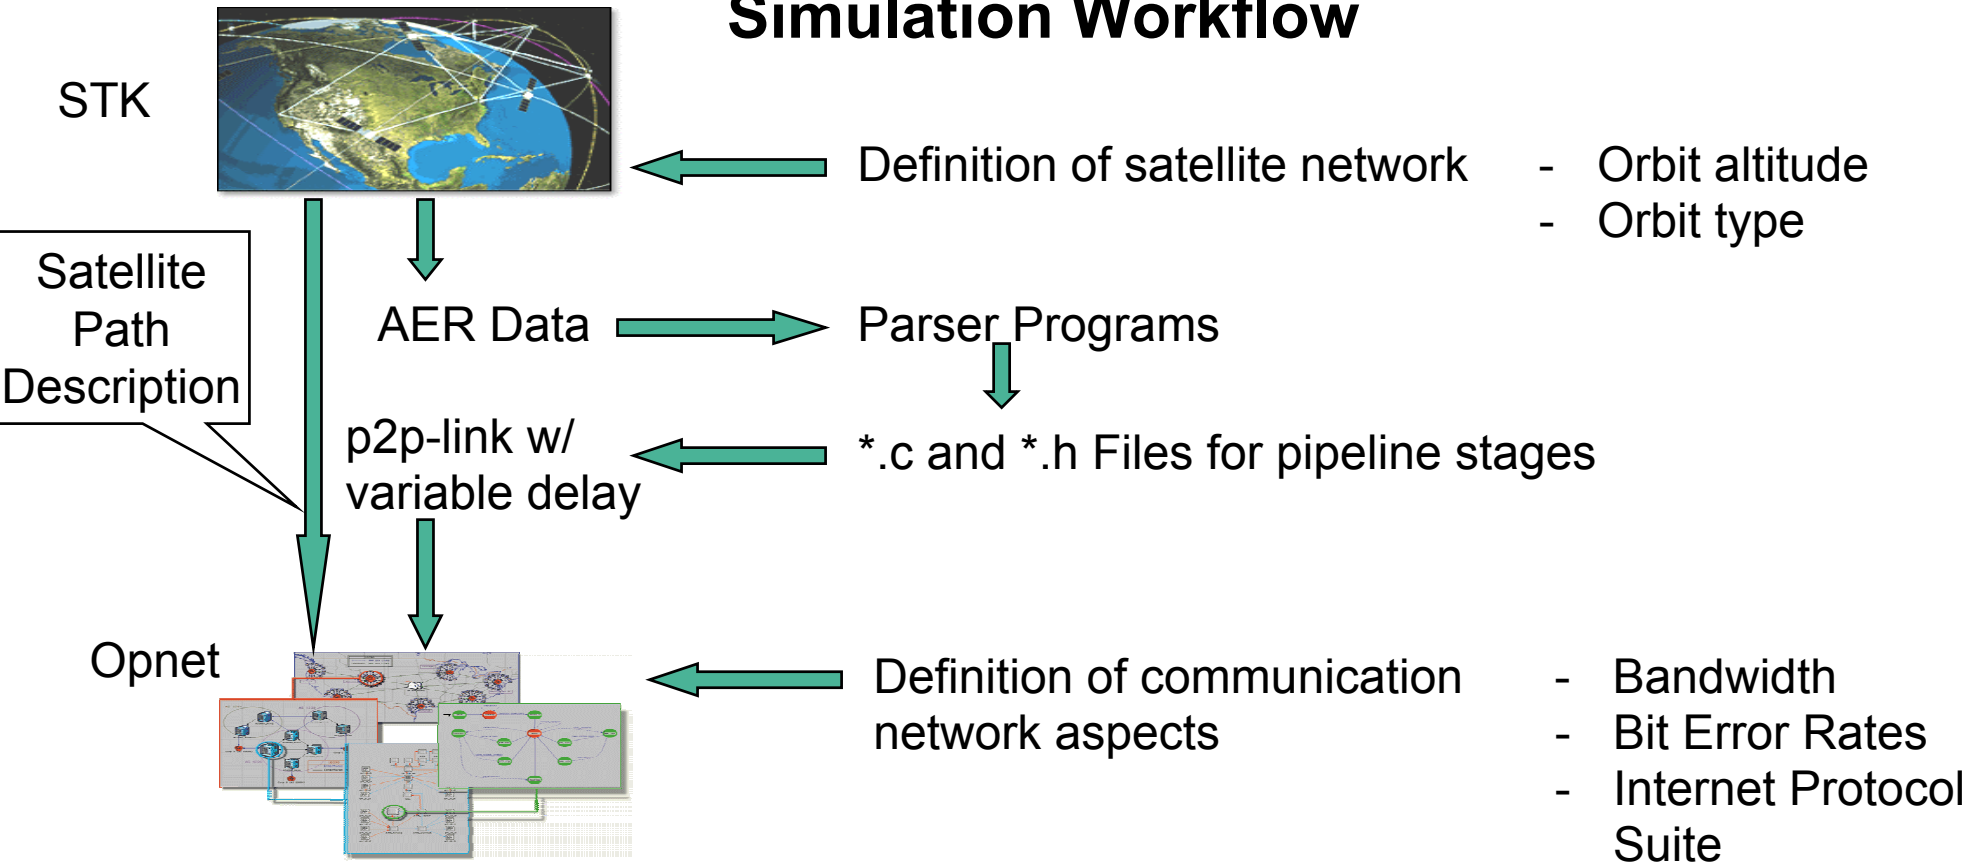 Simulation Workflow
STK
Definition of satellite network
- Orbit altitude
- Orbit type
Satellite
Path
Description
AER Data
Parser Programs
p2p-link w/
variable delay
*.c and *.h Files for pipeline stages
Opnet
Definition of communication
network aspects
- Bandwidth
- Bit Error Rates
- Internet Protocol
Suite